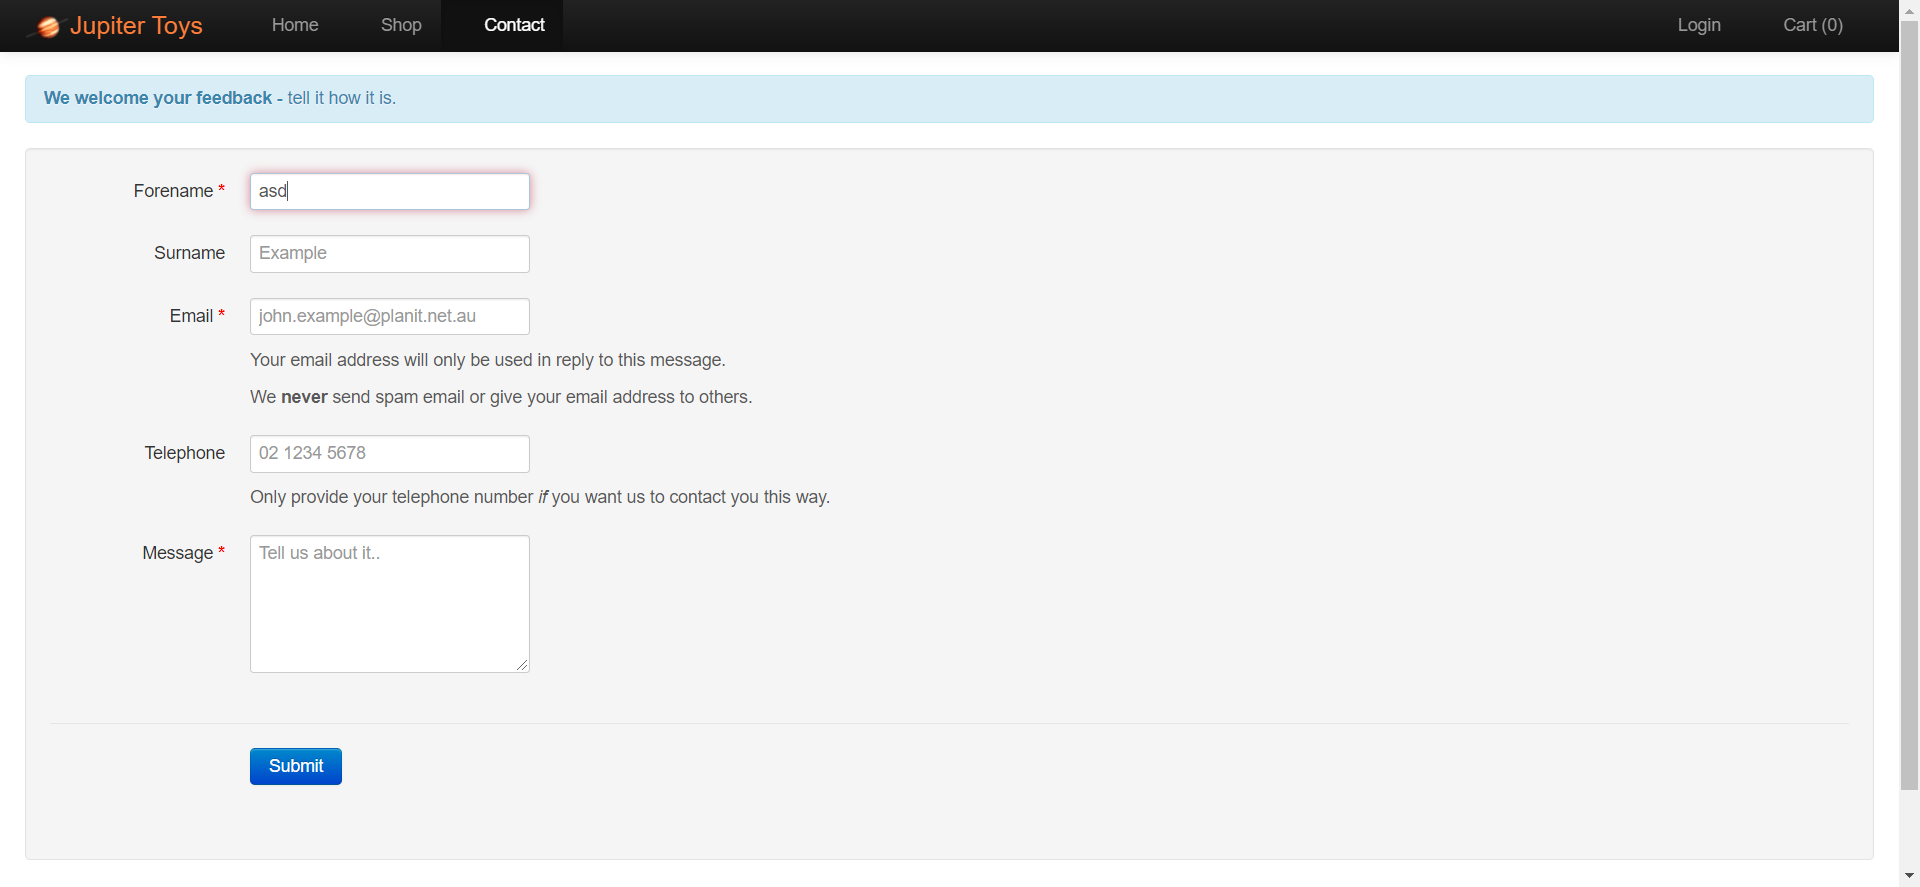 Jupiter Toys Home Shop Contact Login Cart (0)
We welcome your feedback - tell it how it is.
Forename * asd
Surname Example
Email * john.example@planit.net.au
Your email address will only be used in reply to this message.
We never send spam email or give your email address to others.
Telephone 02 1234 5678
Only provide your telephone number if you want us to contact you this way.
Message * Tell us about it..
Submit